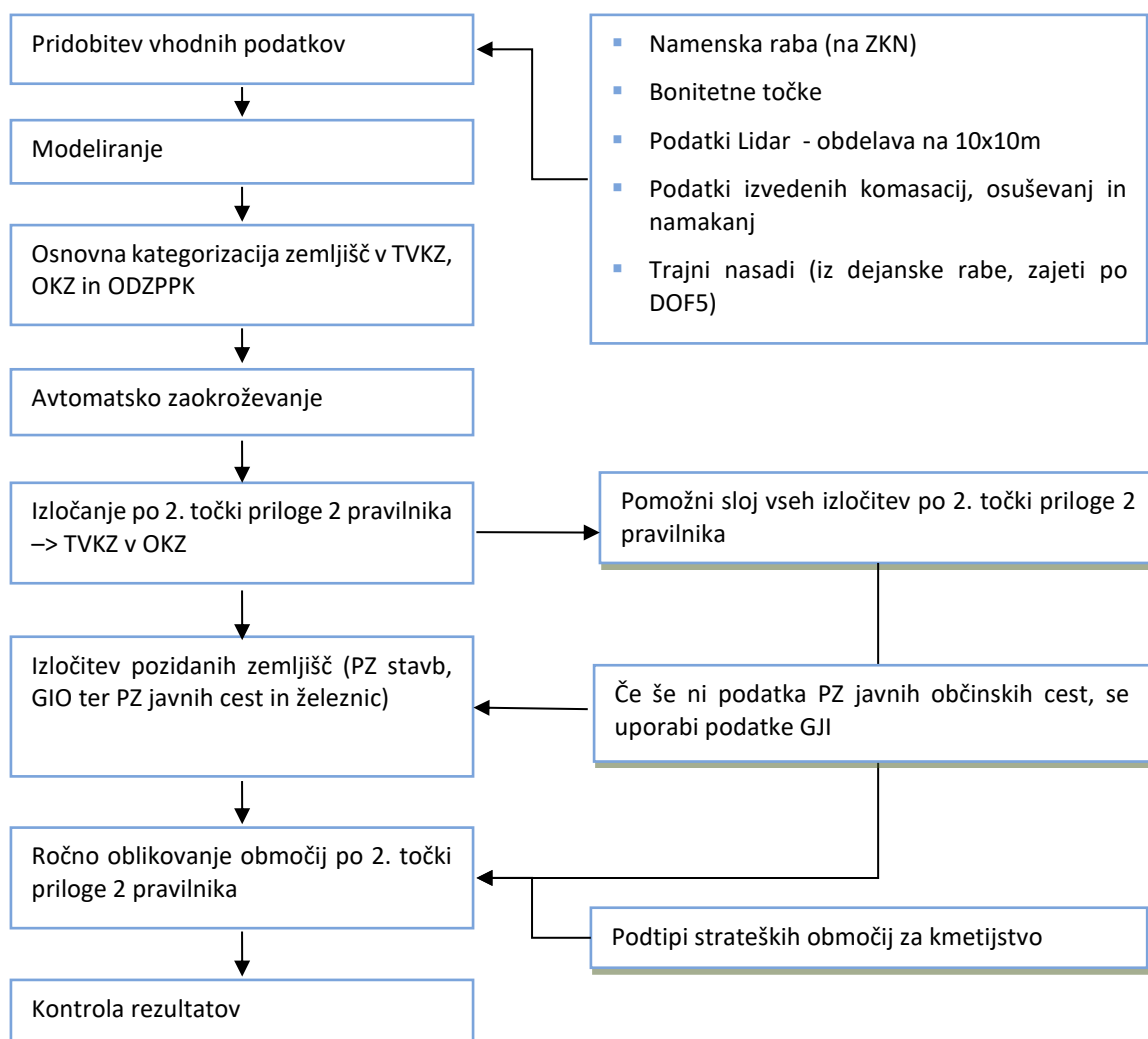 Pridobitev vhodnih podatkov
Modeliranje
Osnovna kategorizacija zemljišč v TVKZ,
OKZ in ODZPPK
Avtomatsko zaokroževanje
Izločanje po 2. točki priloge 2 pravilnika
–> TVKZ v OKZ
Izločitev pozidanih zemljišč (PZ stavb,
GIO ter PZ javnih cest in železnic)
Ročno oblikovanje območij po 2. točki
priloge 2 pravilnika
Kontrola rezultatov
Namenska raba (na ZKN)
Bonitetne točke
Podatki Lidar - obdelava na 10x10m
Podatki izvedenih komasacij, osuševanj in
namakanj
Trajni nasadi (iz dejanske rabe, zajeti po
DOF5)
Pomožni sloj vseh izločitev po 2. točki priloge 2
pravilnika
Če še ni podatka PZ javnih občinskih cest, se
uporabi podatke GJI
Podtipi strateških območij za kmetijstvo